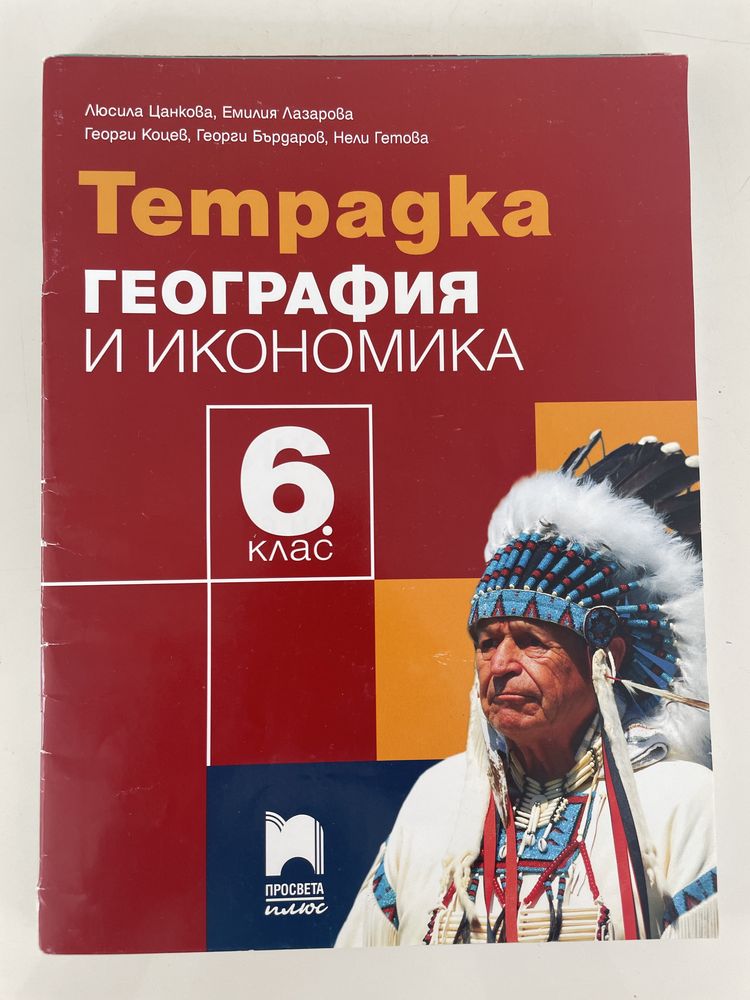 Люсила Цанкова, Емилия Лазарова
Георги Коцев, Георги Бърдаров, Нели Гетова
Тетрадка
ГЕОГРАФИЯ
И ИКОНОМИКА
6.
клас
ПРОСВЕТА
плюс